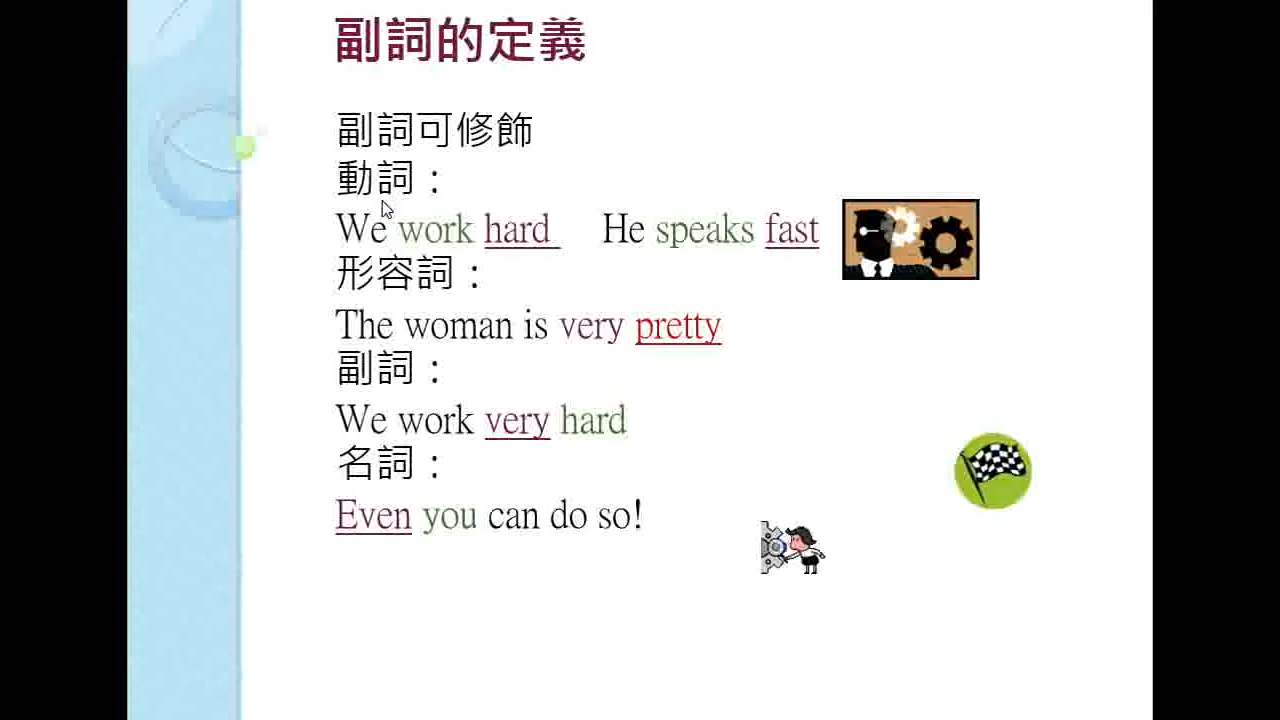 副詞的定義
副詞可修飾
動詞：
We work hard He speaks fast
形容詞：
The woman is very pretty
副詞：
We work very hard
名詞：
Even you can do so!